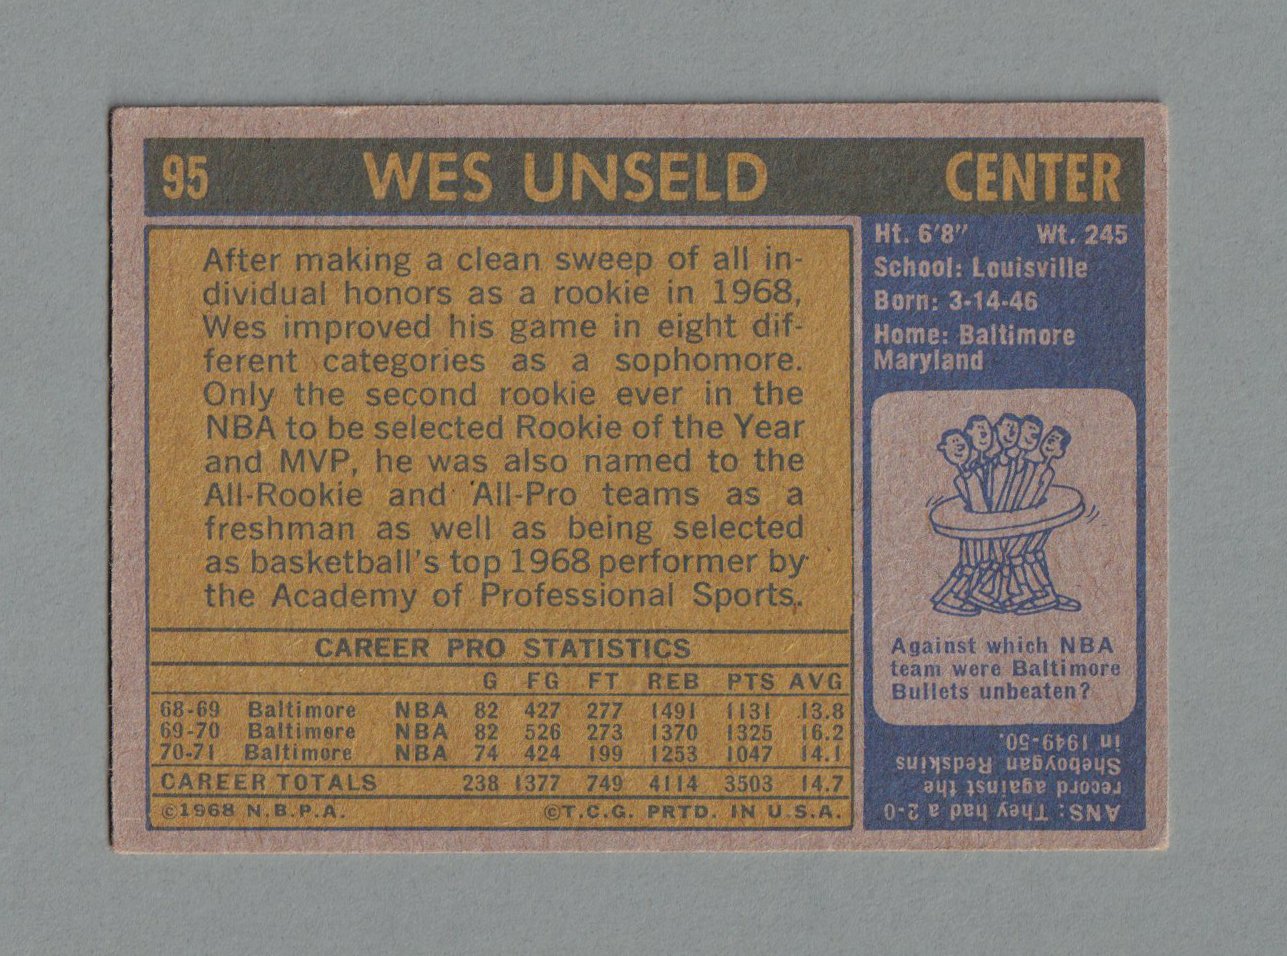 95 WES UNSELD CENTER
After making a clean sweep of all in-
dividual honors as a rookie in 1968,
Wes improved his game in eight dif-
ferent categories as a sophomore.
Only the second rookie ever in the
NBA to be selected Rookie of the Year
and MVP, he was also named to the
All-Rookie and All-Pro teams as a
freshman as well as being selected
as basketball's top 1968 performer by
the Academy of Professional Sports.
CAREER PRO STATISTICS
G FG FT REB PTS AVG
68-69 Baltimore NBA 82 427 277 1491 1131 13.8
69-70 Baltimore NBA 82 526 273 1370 1325 16.2
70-71 Baltimore NBA 74 424 199 1253 1047 14.1
CAREER TOTALS 238 1377 749 4114 3503 14.7
©1968 N.B.P.A. ©T.C.G. PRTD. IN U.S.A.
Ht. 6'8" Wt. 245
School: Louisville
Born: 3-14-46
Home: Baltimore
Maryland
Against which NBA
team were Baltimore
Bullets unbeaten?
ANS: They had a 2-0
record against the
Sheboygan Redskins
in 1949-50.